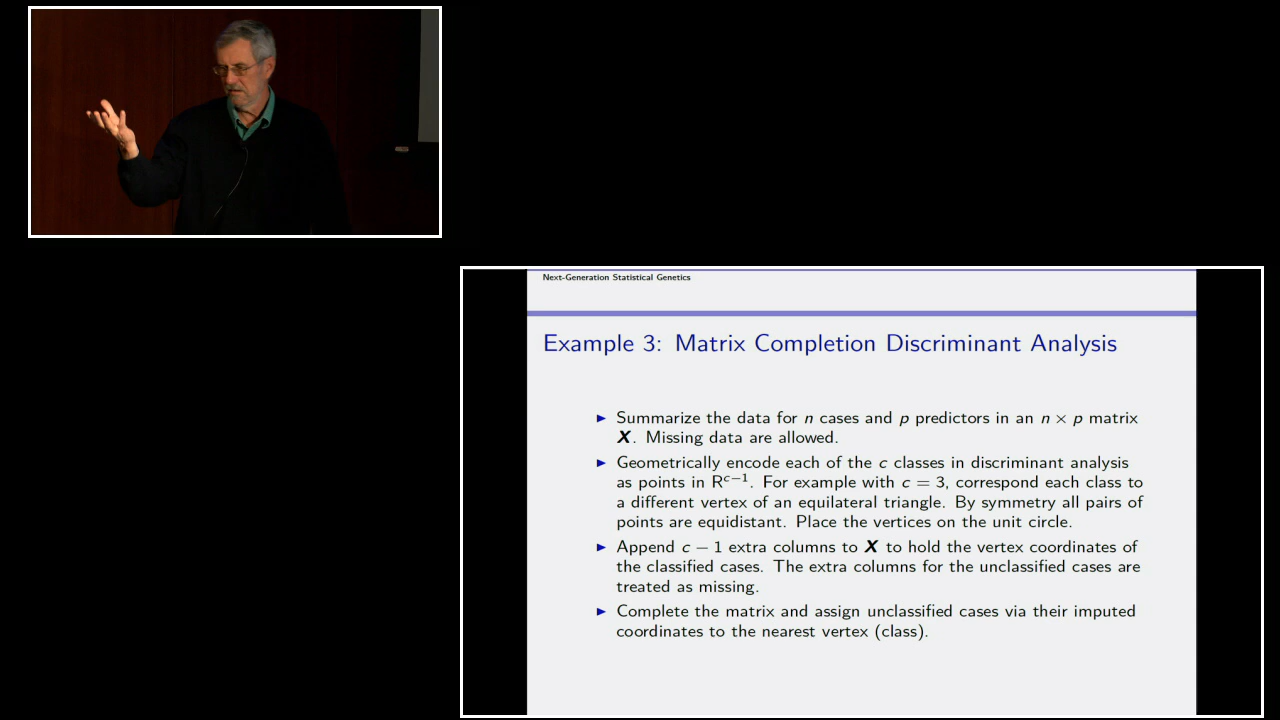 Next-Generation Statistical Genetics
Example 3: Matrix Completion Discriminant Analysis
► Summarize the data for n cases and p predictors in an n × p matrix
X. Missing data are allowed.
► Geometrically encode each of the c classes in discriminant analysis
as points in R^{c−1}. For example with c = 3, correspond each class to
a different vertex of an equilateral triangle. By symmetry all pairs of
points are equidistant. Place the vertices on the unit circle.
► Append c − 1 extra columns to X to hold the vertex coordinates of
the classified cases. The extra columns for the unclassified cases are
treated as missing.
► Complete the matrix and assign unclassified cases via their imputed
coordinates to the nearest vertex (class).